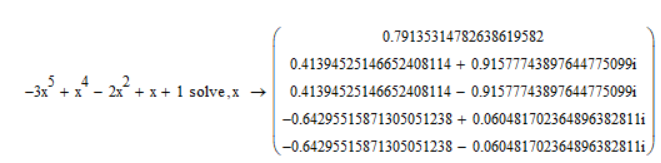 0.79135314782638619582
0.41394525146652408114 + 0.91577743897644775099i
-3x^5 + x^4 - 2x^2 + x + 1 solve,x → 0.41394525146652408114 - 0.91577743897644775099i
-0.64295515871305051238 + 0.060481702364896382811i
-0.64295515871305051238 - 0.060481702364896382811i